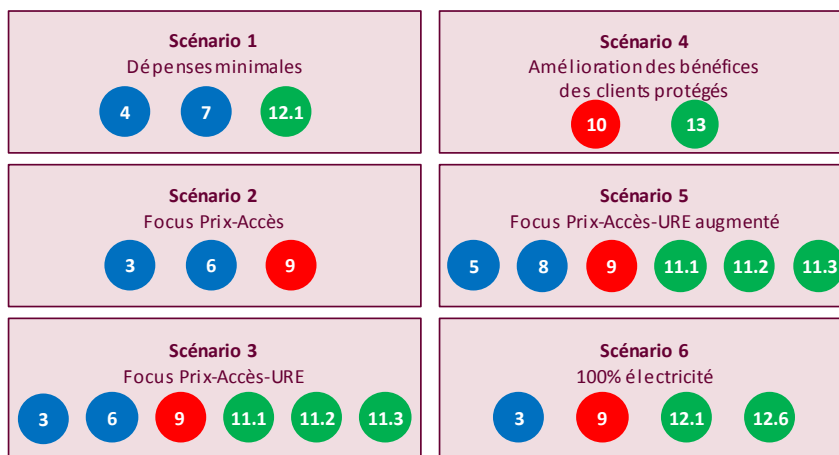 Scénario 1
Dépenses minimales
4 7 12.1
Scénario 2
Focus Prix-Accès
3 6 9
Scénario 3
Focus Prix-Accès-URE
3 6 9 11.1 11.2 11.3
Scénario 4
Amélioration des bénéfices
des clients protégés
10 13
Scénario 5
Focus Prix-Accès-URE augmenté
5 8 9 11.1 11.2 11.3
Scénario 6
100% électricité
3 9 12.1 12.6